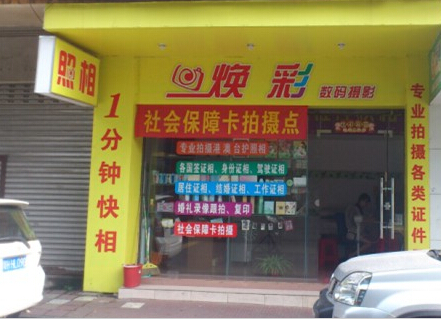 照相
焕彩 数码摄影
1分钟快相
社会保障卡拍摄点
专业拍摄港 澳 台护照相
各国签证相、身份证相、驾驶证相
居住证相、结婚证相、工作证相
婚礼录像跟拍、复印
社会保障卡拍摄
专业拍摄各类证件